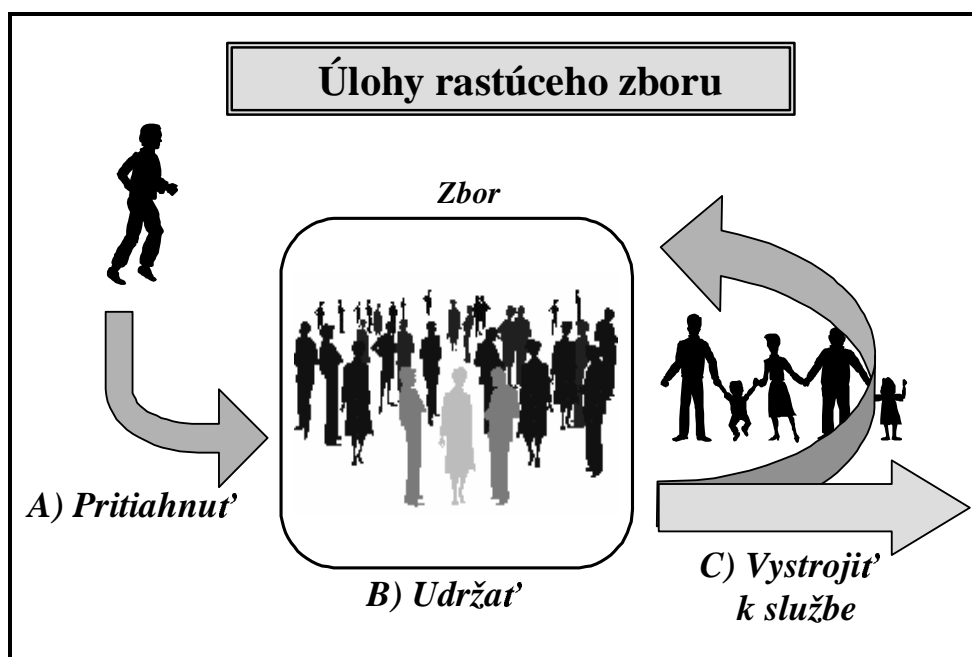 Úlohy rastúceho zboru
Zbor
A) Pritiahnuť
B) Udržať
C) Vystrojiť
k službe